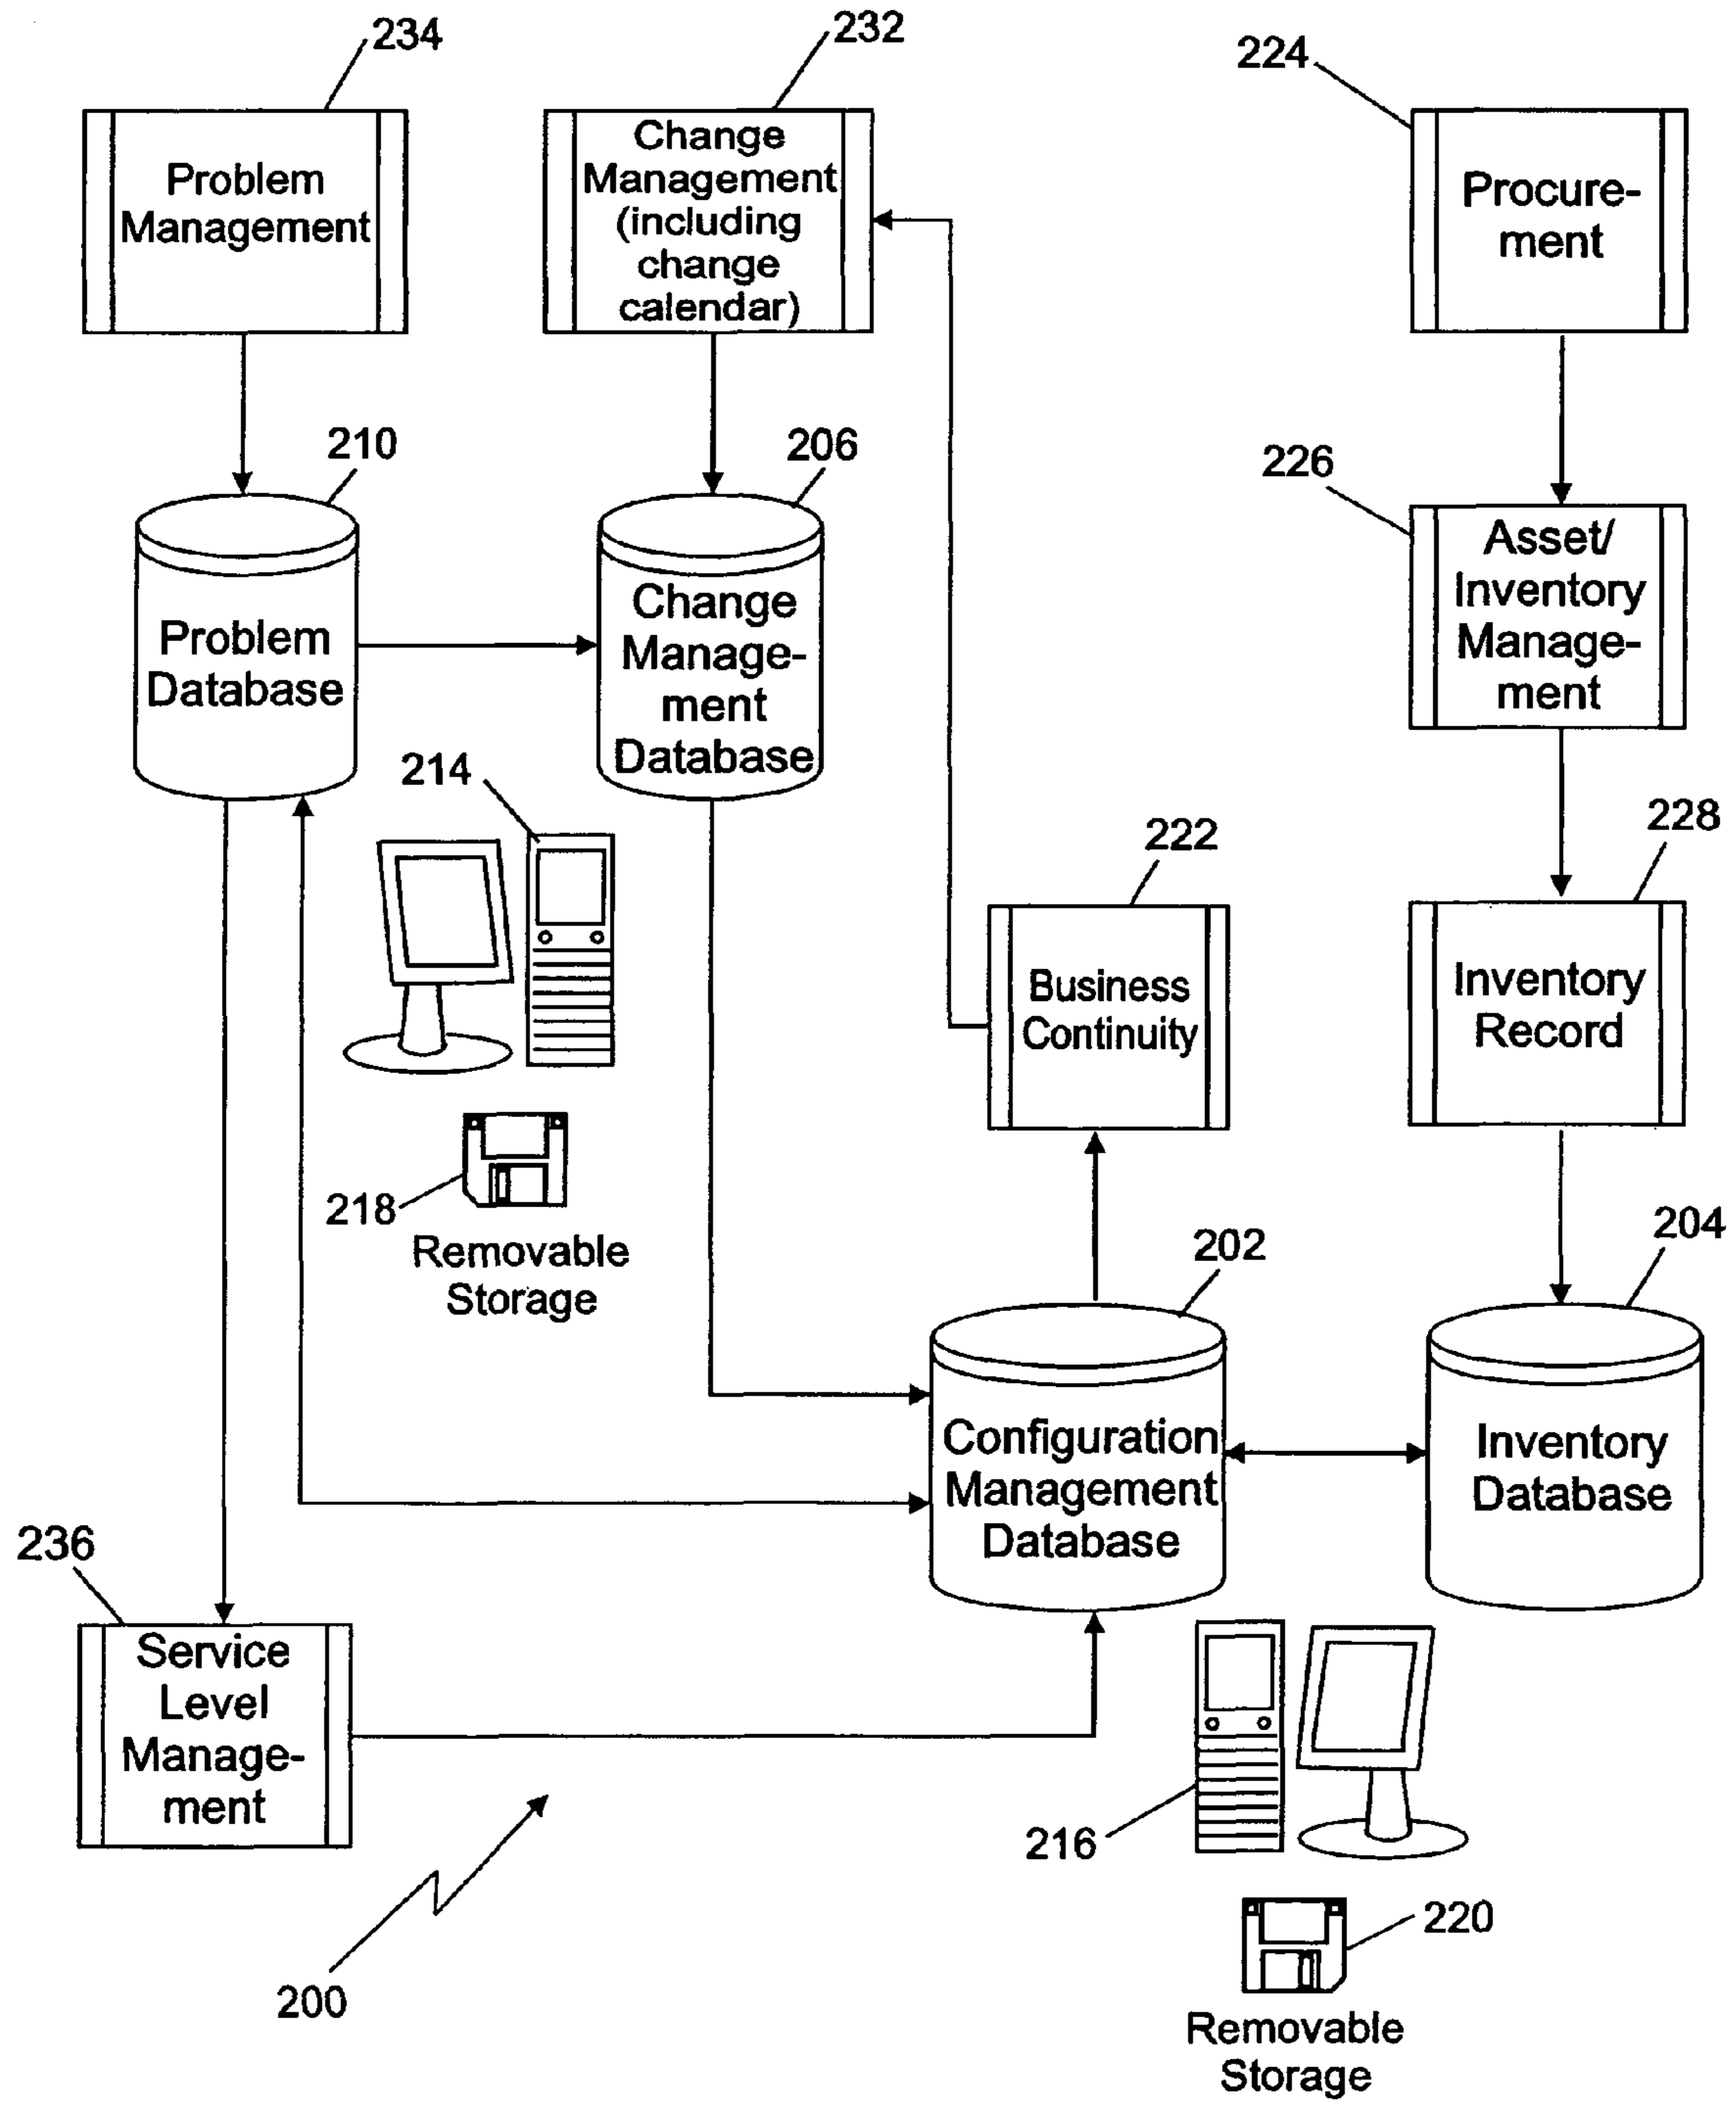 234
232
224
Problem
Management
Change
Management
(including
change
calendar)
Procure-
ment
210
206
226
Problem
Database
Change
Manage-
ment
Database
Asset/
Inventory
Manage-
ment
214
222
228
Business
Continuity
Inventory
Record
218
Removable
Storage
202
204
Configuration
Management
Database
Inventory
Database
236
Service
Level
Manage-
ment
216
220
200
Removable
Storage